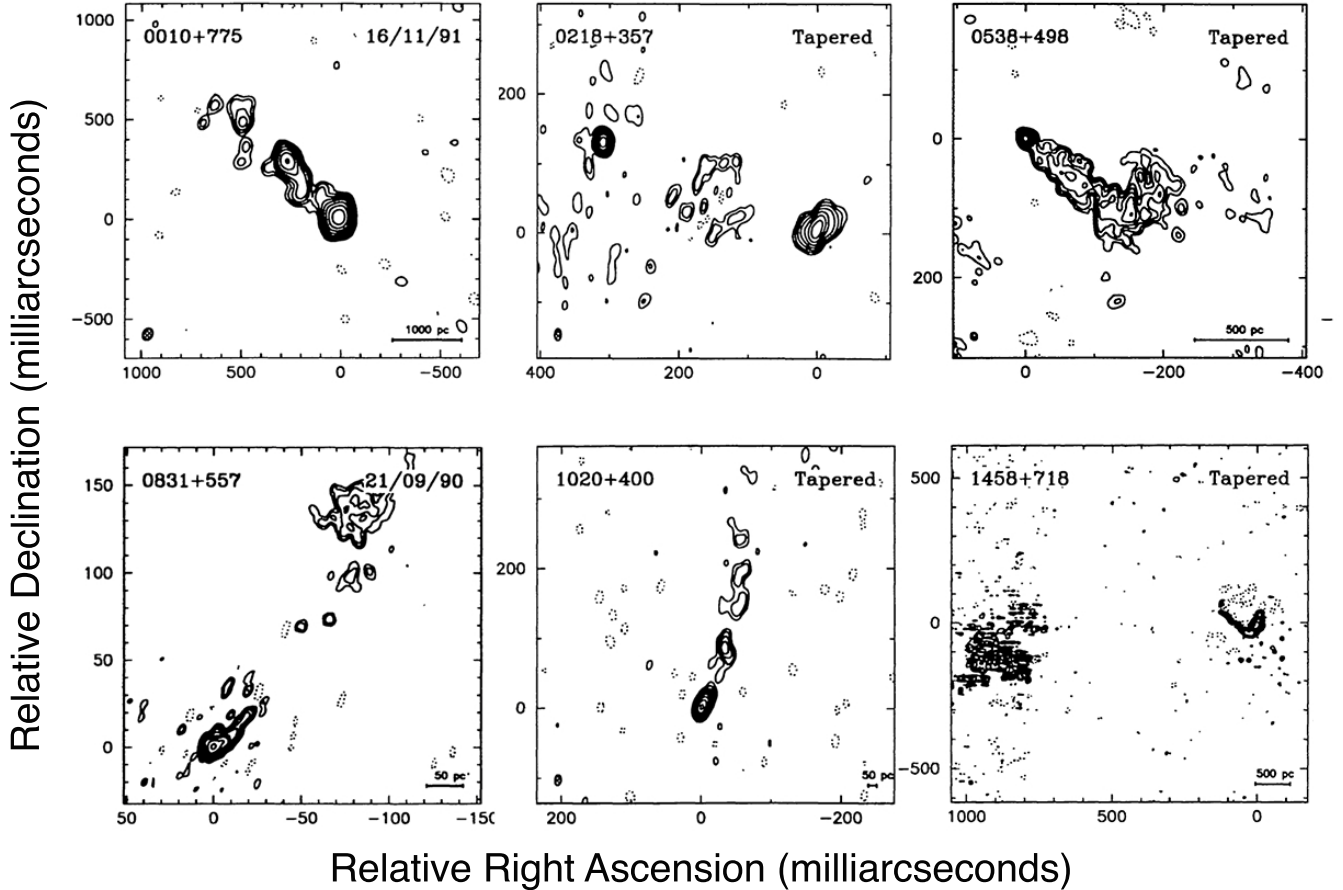 Relative Declination (milliarcseconds)
0010+775 16/11/91
1000
500
0
−500
1000 pc
1000 500 0 −500
0218+357 Tapered
200
0
400 200 0
0538+498 Tapered
0
200
500 pc
0 −200 −400
0831+557 21/09/90
150
100
50
0
50 pc
50 0 −50 −100 −150
1020+400 Tapered
200
0
50 pc
200 0 −200
1458+718 Tapered
500
0
−500
500 pc
1000 500 0
Relative Right Ascension (milliarcseconds)